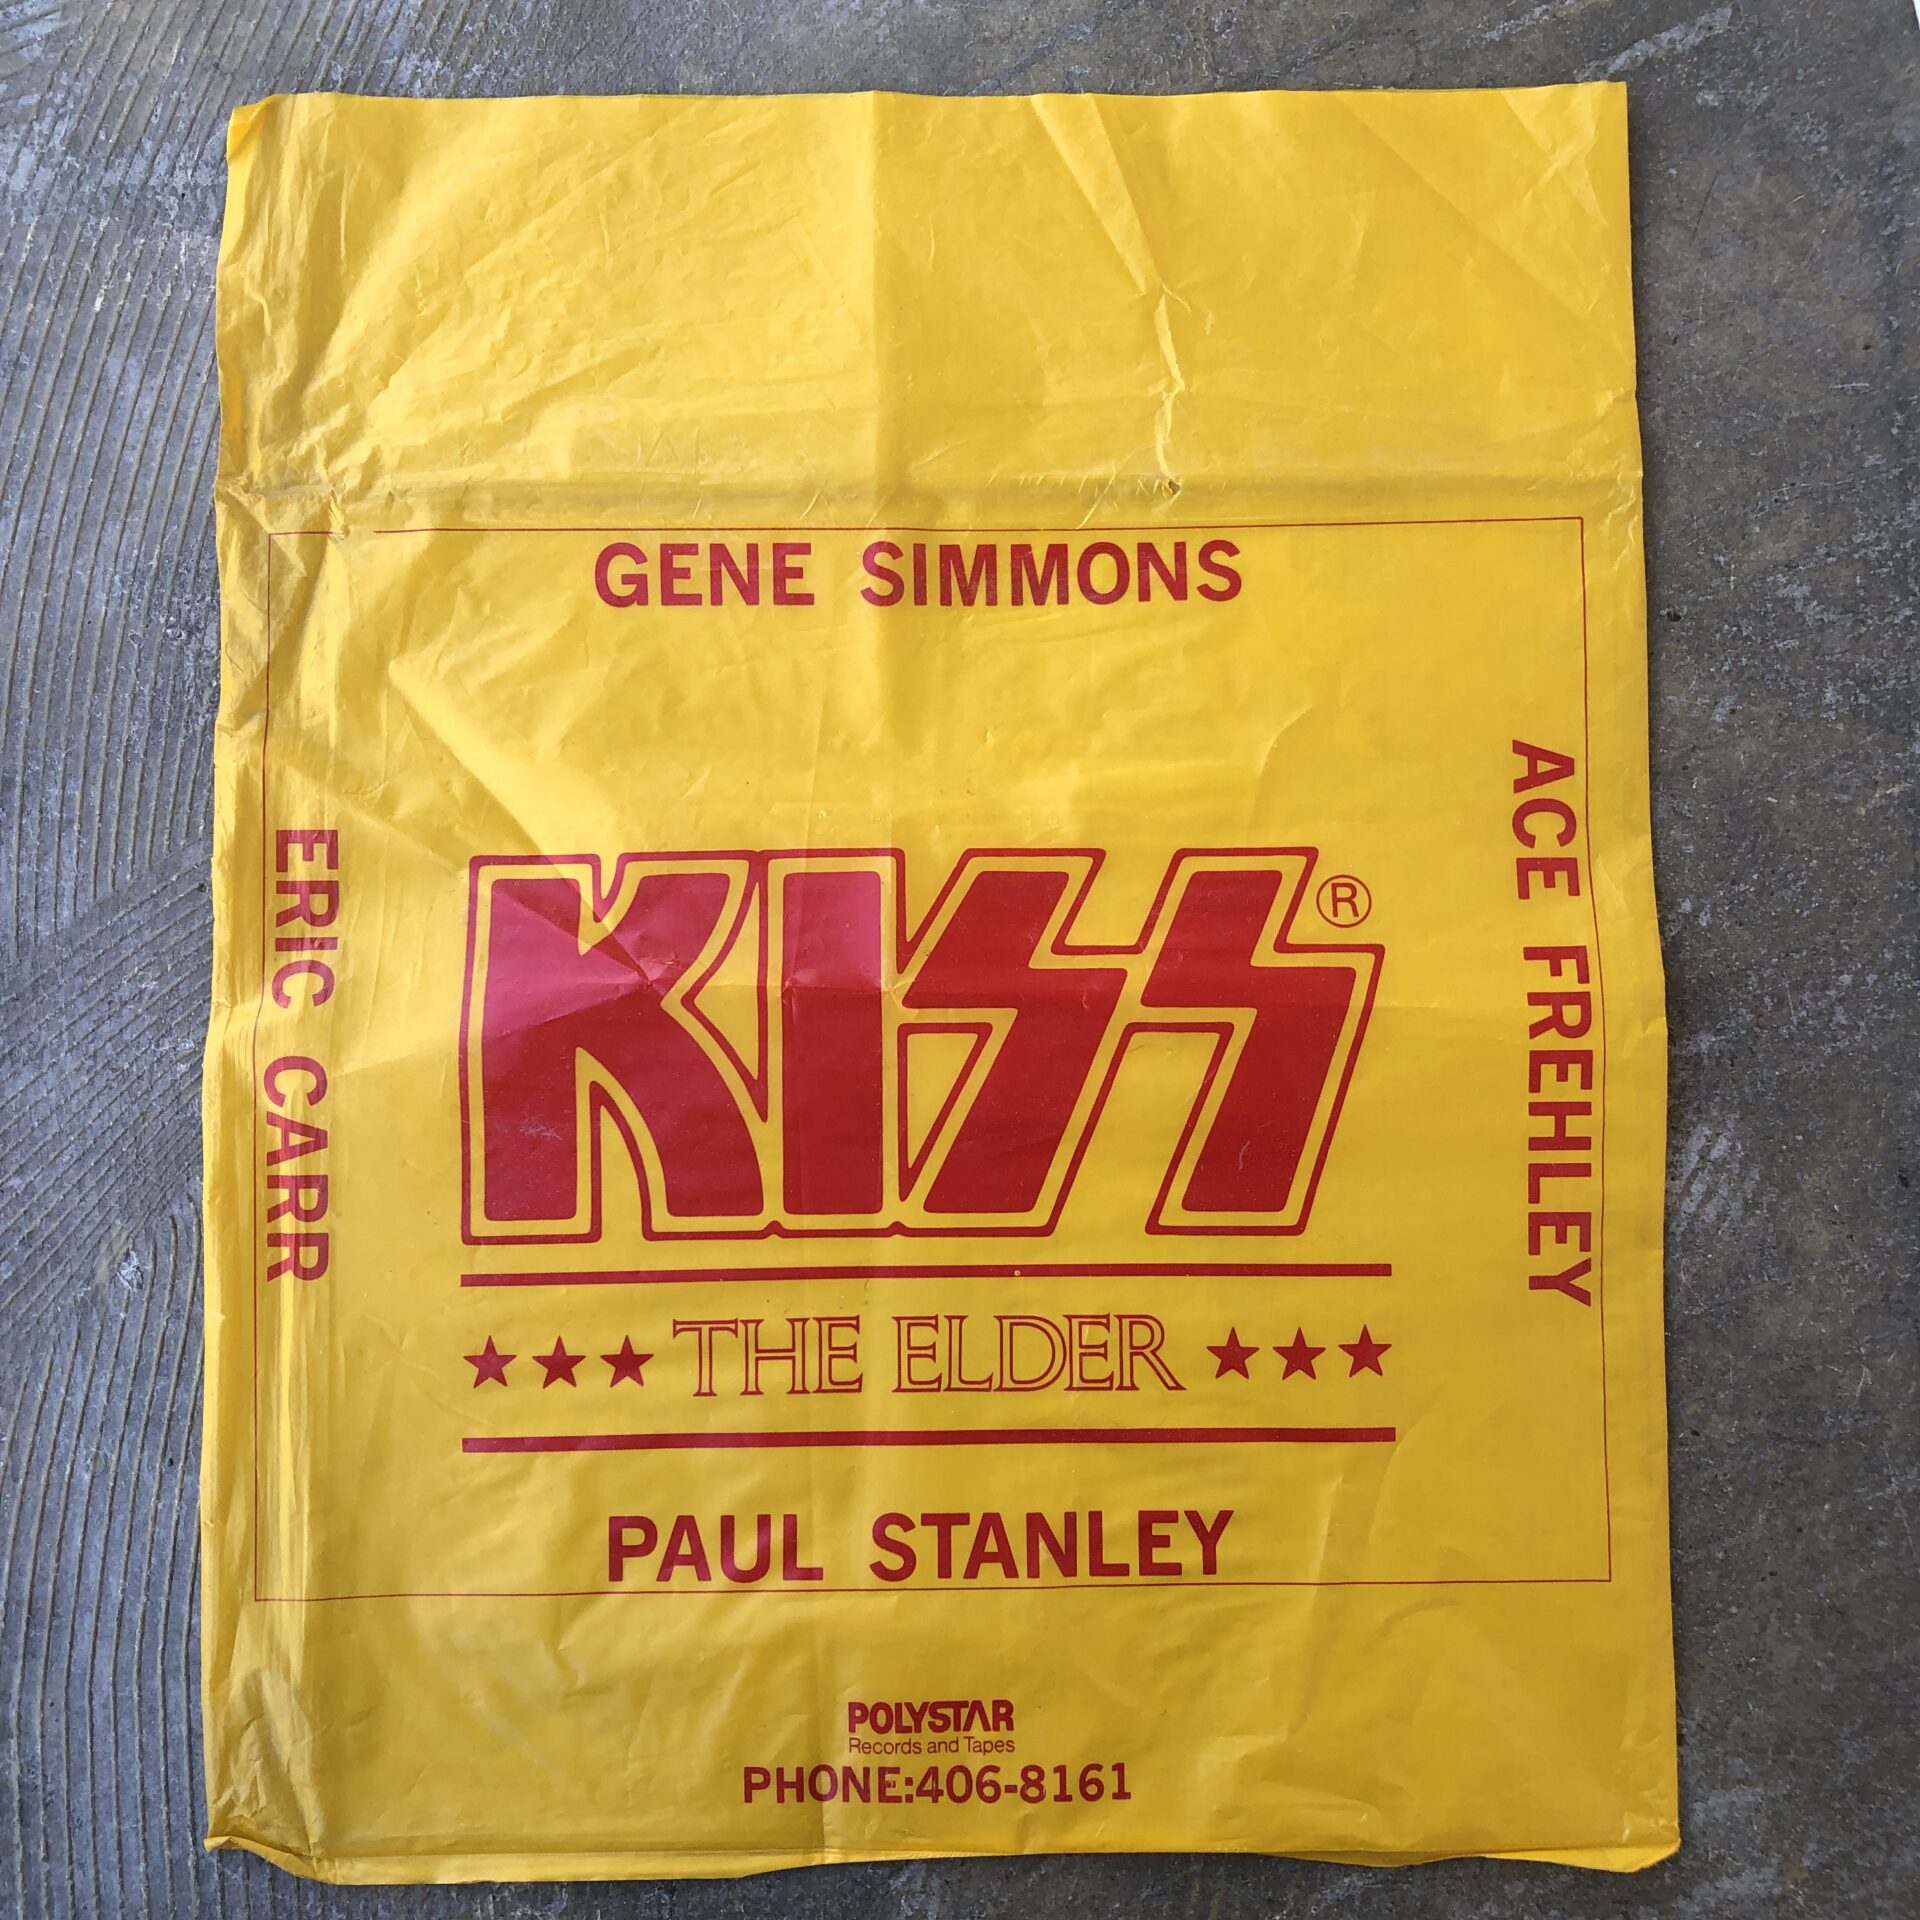 GENE SIMMONS
ACE FREHLEY
ERIC CARR
KISS®
★★★ THE ELDER ★★★
PAUL STANLEY
POLYSTAR
Records and Tapes
PHONE:406-8161